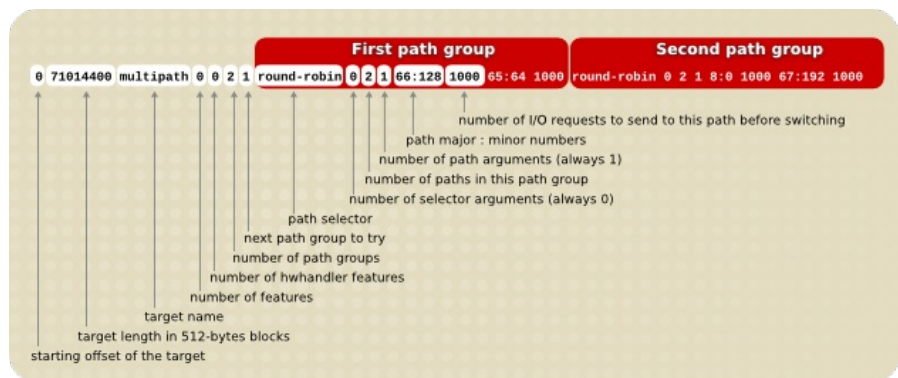 First path group Second path group
0 71014400 multipath 0 0 2 1 round-robin 0 2 1 66:128 1000 65:64 1000 round-robin 0 2 1 8:0 1000 67:192 1000
number of I/O requests to send to this path before switching
path major : minor numbers
number of path arguments (always 1)
number of paths in this path group
number of selector arguments (always 0)
path selector
next path group to try
number of path groups
number of hwhandler features
number of features
target name
target length in 512-bytes blocks
starting offset of the target